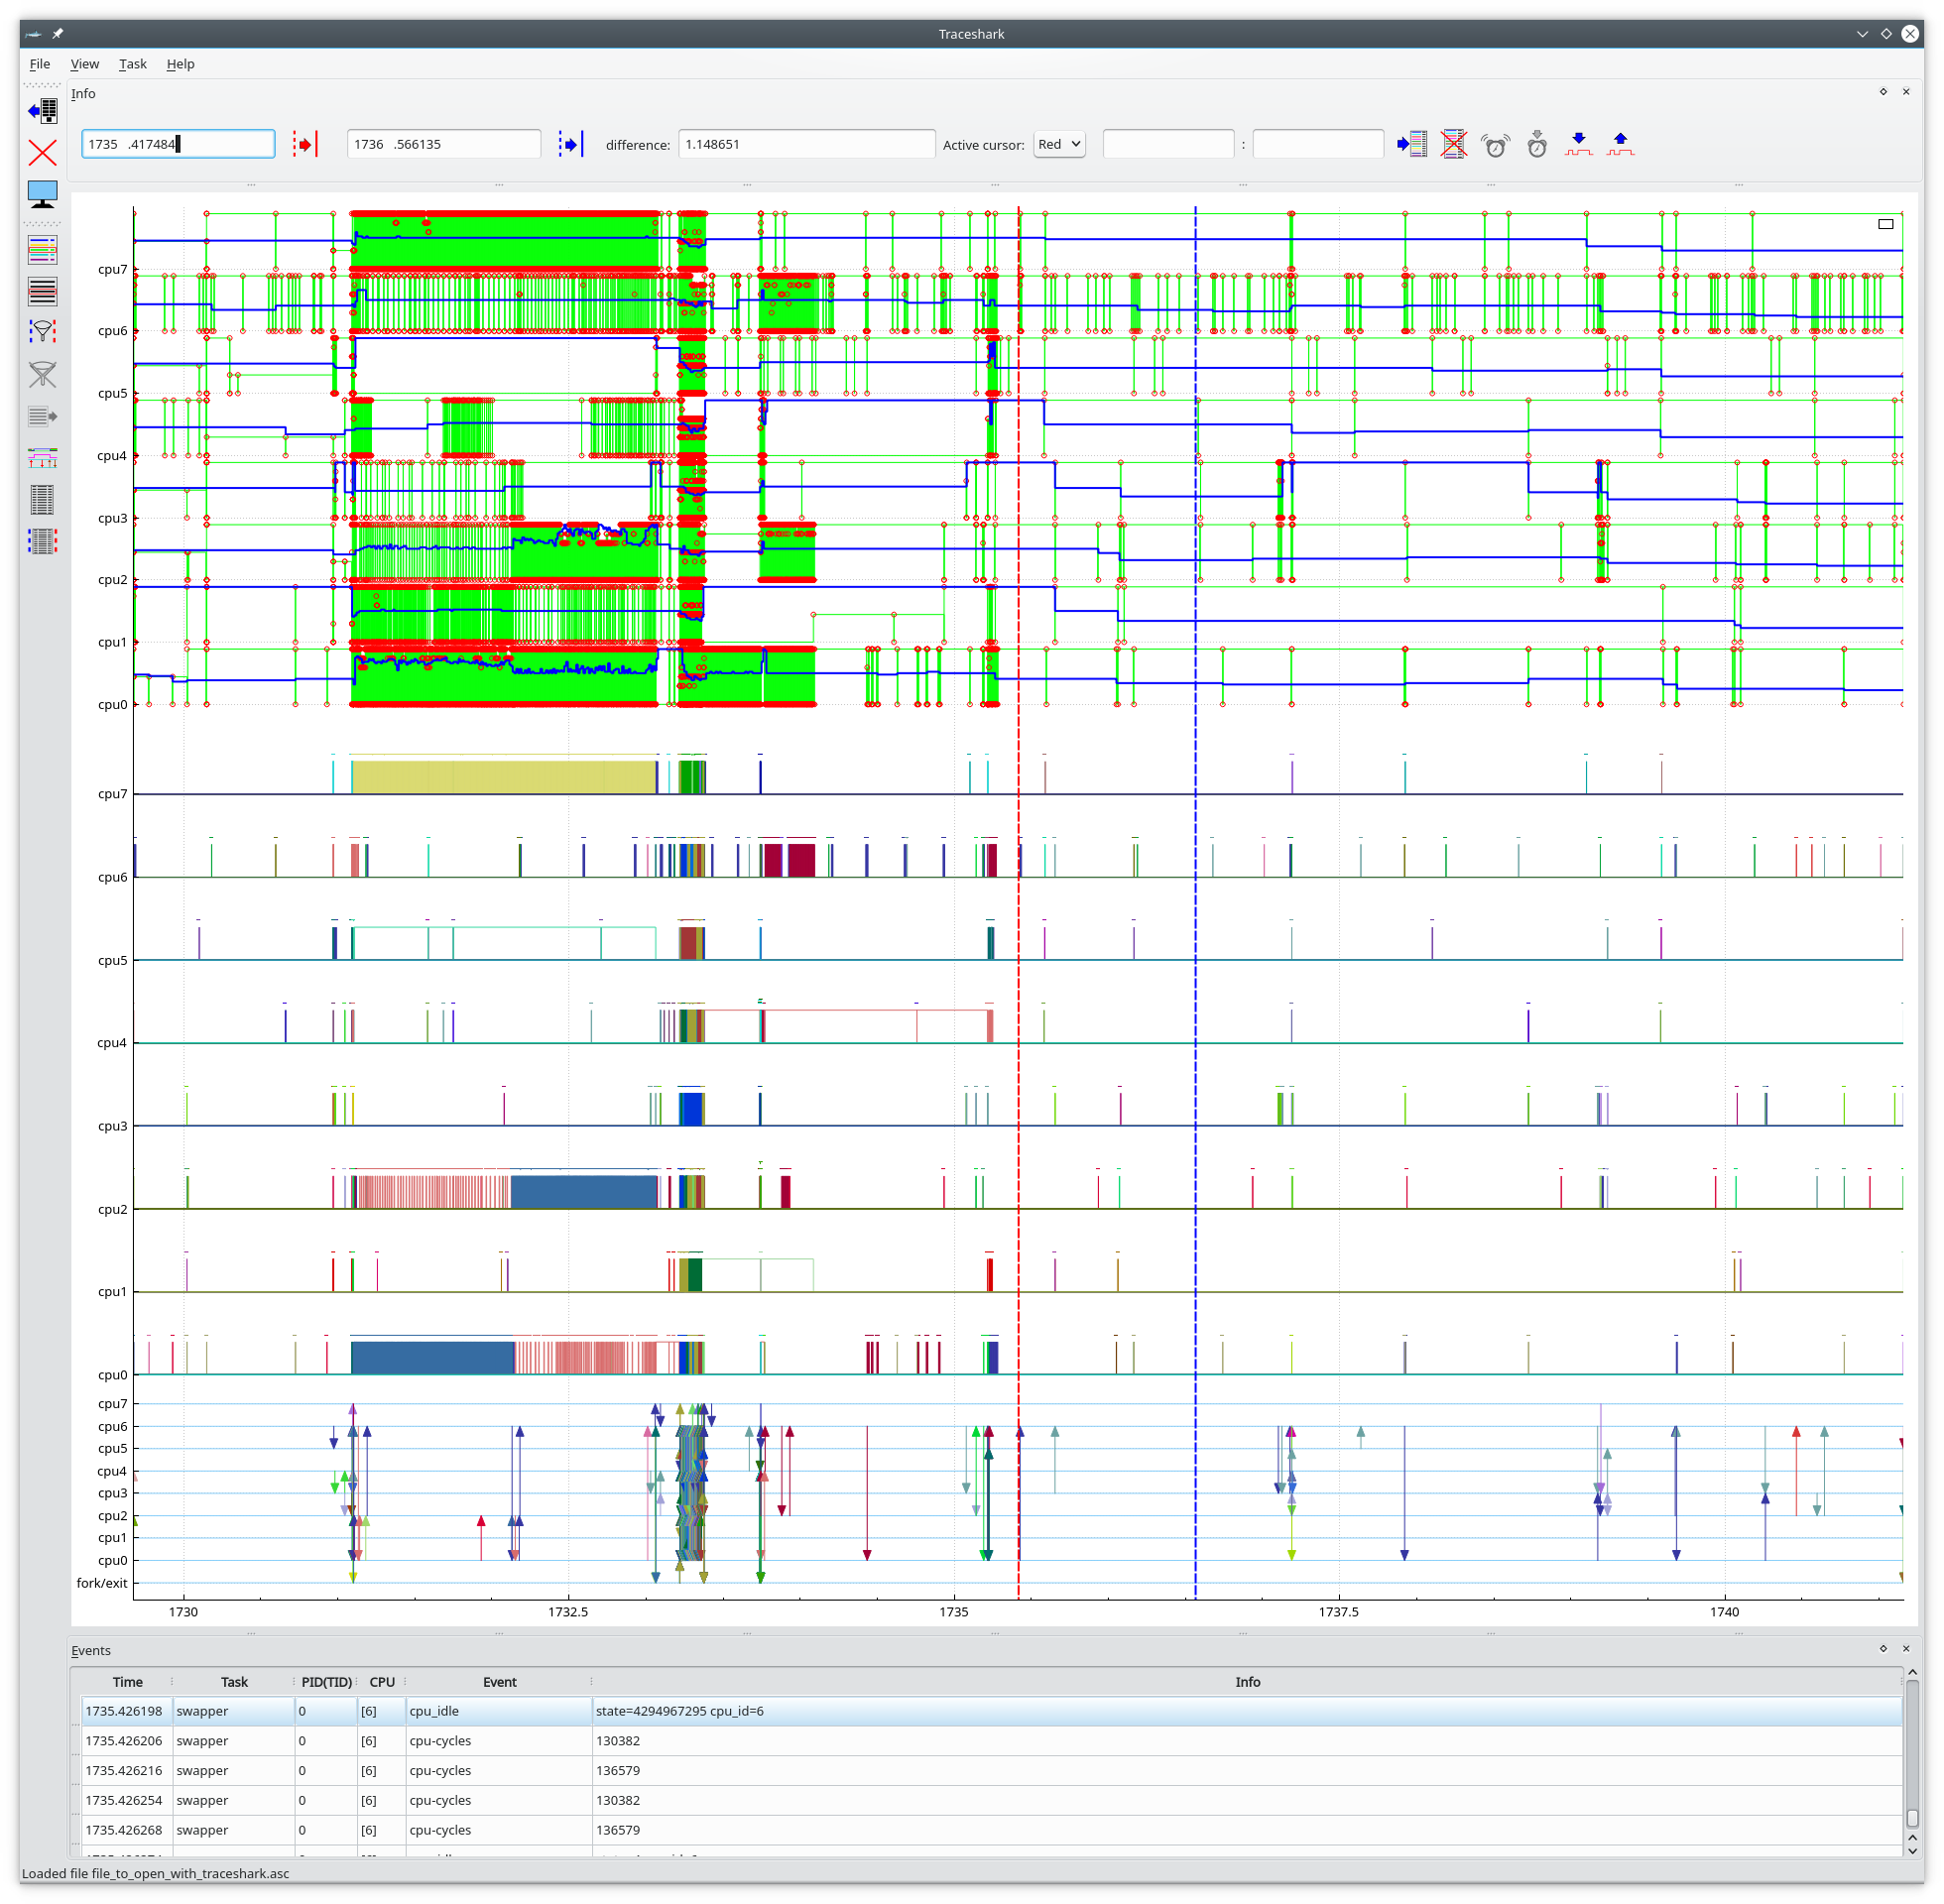 Traceshark
File View Task Help
Info
1735 .417484 1736 .566135 difference: 1.148651 Active cursor: Red :
cpu7
cpu6
cpu5
cpu4
cpu3
cpu2
cpu1
cpu0
cpu7
cpu6
cpu5
cpu4
cpu3
cpu2
cpu1
cpu0
cpu7
cpu6
cpu5
cpu4
cpu3
cpu2
cpu1
cpu0
fork/exit
1730 1732.5 1735 1737.5 1740
Events
Time Task PID(TID) CPU Event Info
1735.426198 swapper 0 [6] cpu_idle state=4294967295 cpu_id=6
1735.426206 swapper 0 [6] cpu-cycles 130382
1735.426216 swapper 0 [6] cpu-cycles 136579
1735.426254 swapper 0 [6] cpu-cycles 130382
1735.426268 swapper 0 [6] cpu-cycles 136579
Loaded file file_to_open_with_traceshark.asc